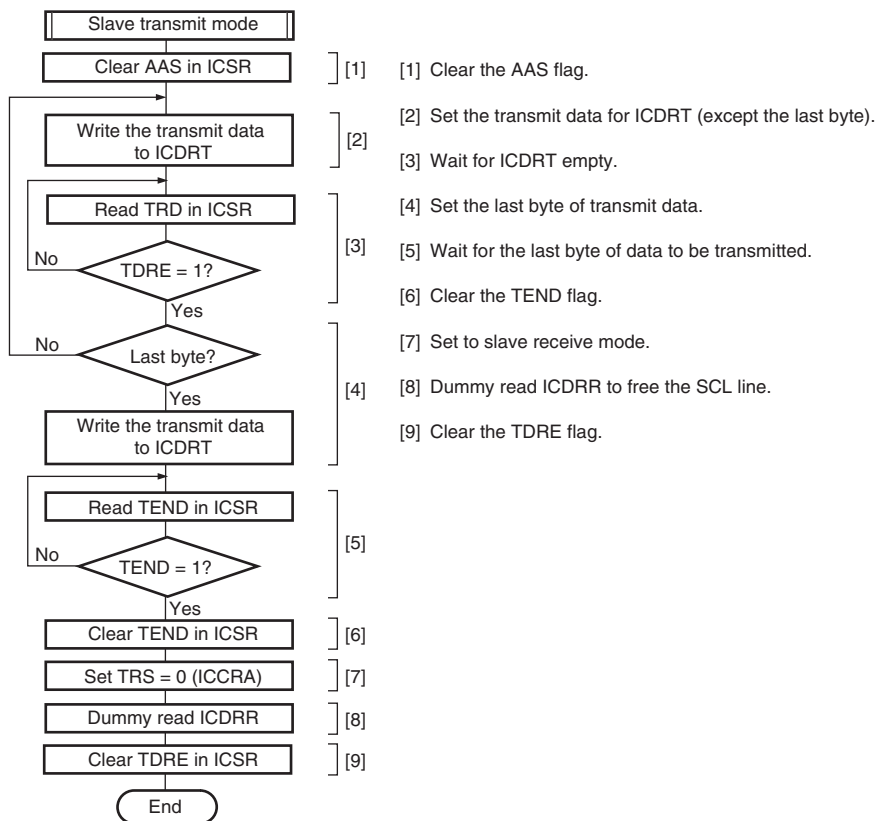 Slave transmit mode
Clear AAS in ICSR
[1]
[1] Clear the AAS flag.
Write the transmit data
to ICDRT
[2]
[2] Set the transmit data for ICDRT (except the last byte).
[3] Wait for ICDRT empty.
Read TRD in ICSR
[4] Set the last byte of transmit data.
[3]
No
TDRE = 1?
[5] Wait for the last byte of data to be transmitted.
[6] Clear the TEND flag.
Yes
No
Last byte?
[7] Set to slave receive mode.
[4]
[8] Dummy read ICDRR to free the SCL line.
Yes
Write the transmit data
to ICDRT
[9] Clear the TDRE flag.
Read TEND in ICSR
[5]
No
TEND = 1?
Yes
Clear TEND in ICSR
[6]
Set TRS = 0 (ICCRA)
[7]
Dummy read ICDRR
[8]
Clear TDRE in ICSR
[9]
End